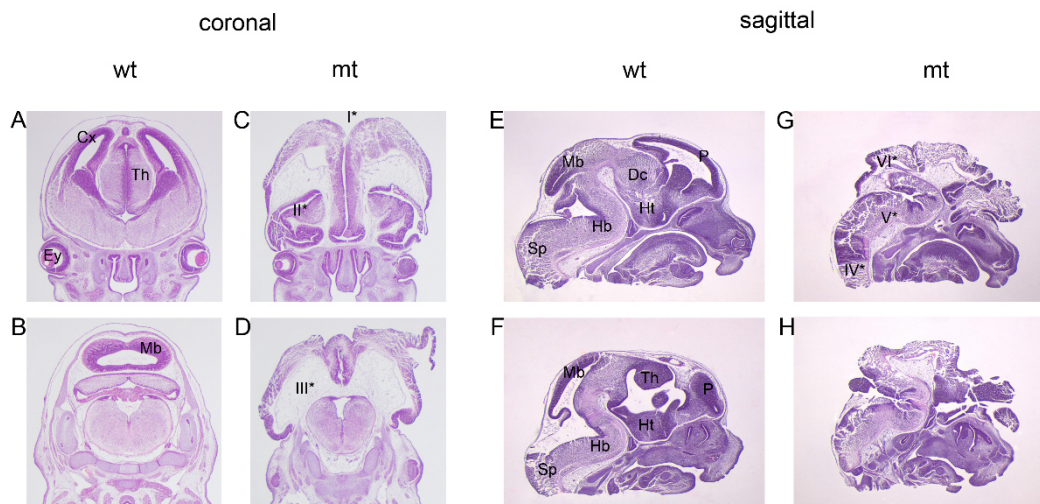 coronal sagittal
wt mt wt mt
A C I* E G
Cx Th Mb Dc P VI*
II* Ht V*
Ey Hb
Sp IV*
B D F H
Mb Mb Th P
III* Ht
Hb
Sp